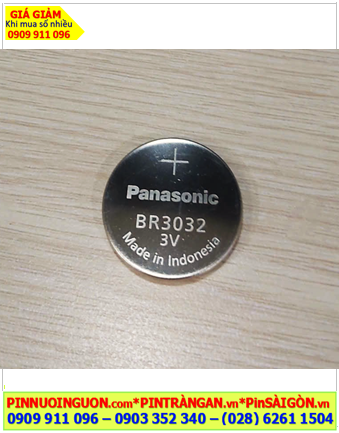 GIÁ GIẢM
Khi mua số nhiều
0909 911 096
+
Panasonic
BR3032
3V
Made in Indonesia
PINNUOINGUON.com*PINTRÀNGAN.vn*PinSÀIGÒN.vn
0909 911 096 – 0903 352 340 – (028) 6261 1504